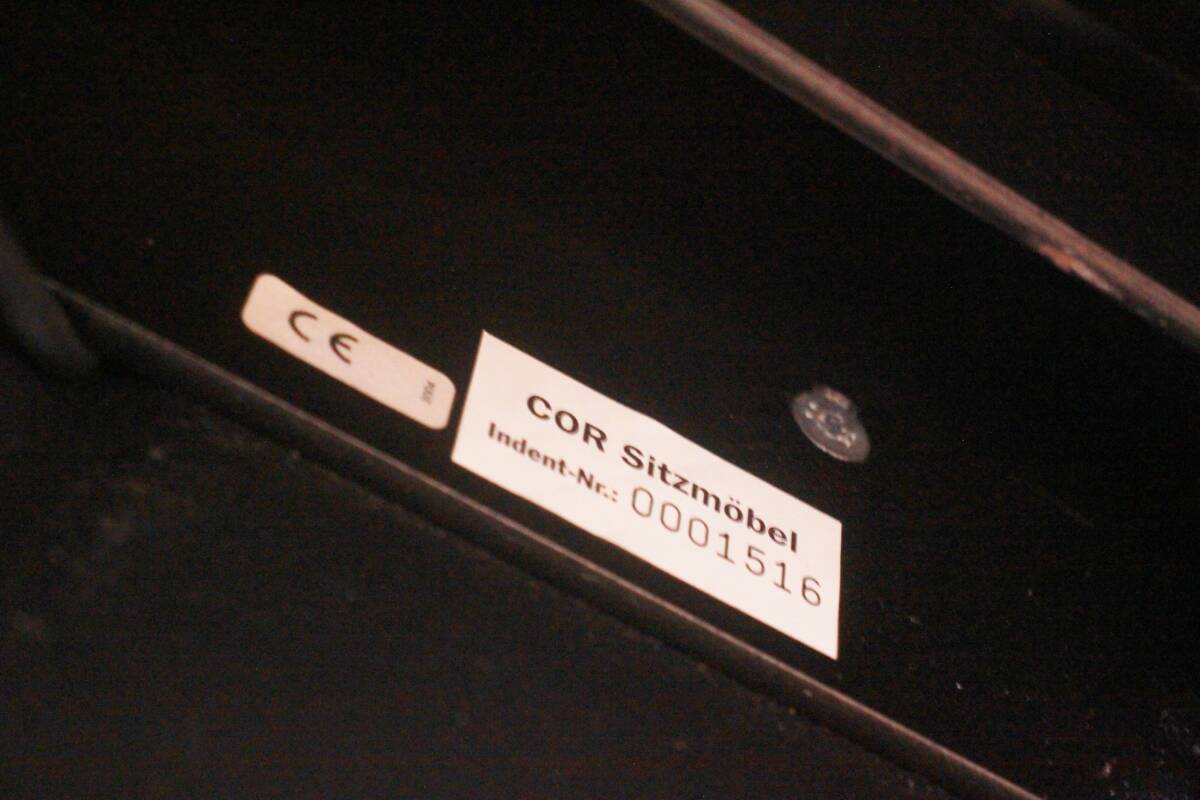 CE
COR Sitzmöbel
Indent-Nr.: 0001516